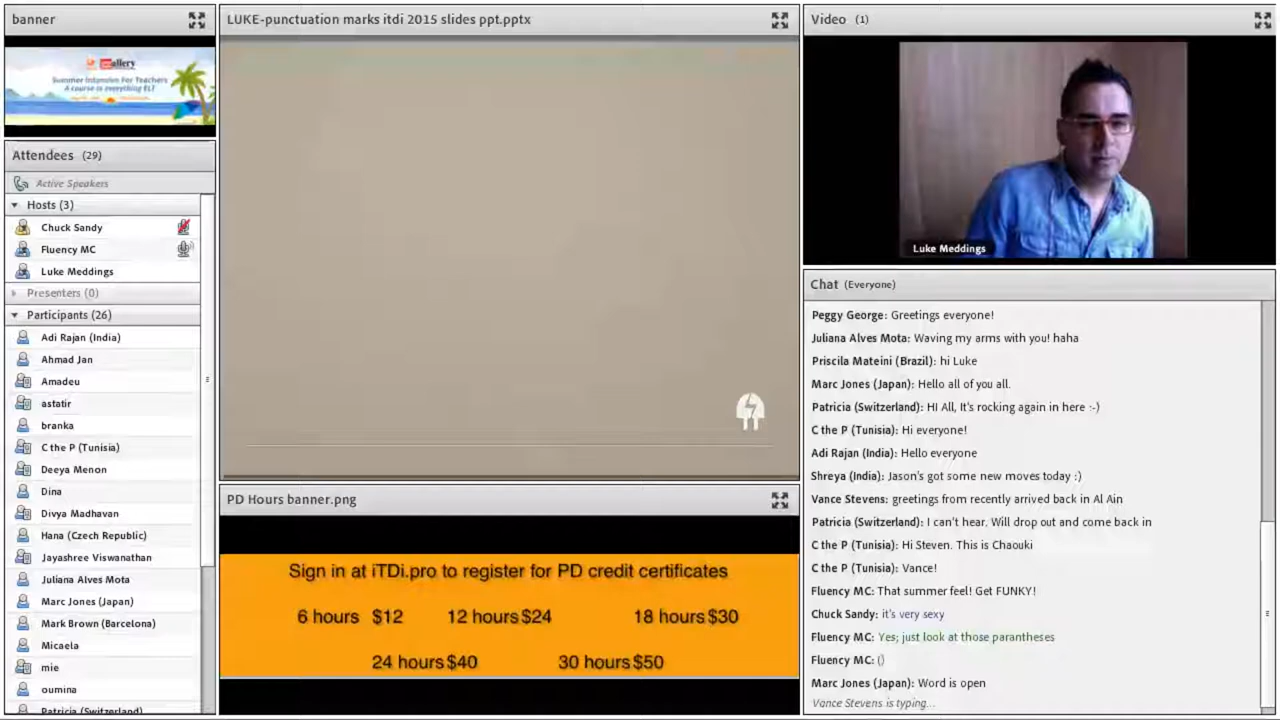 banner
Summer Intensive For Teachers
A course is everything ELT
Attendees (29)
Active Speakers
Hosts (3)
Chuck Sandy
Fluency MC
Luke Meddings
Presenters (0)
Participants (26)
Adi Rajan (India)
Ahmad Jan
Amadeu
astatir
branka
C the P (Tunisia)
Deeya Menon
Dina
Divya Madhavan
Hana (Czech Republic)
Jayashree Viswanathan
Juliana Alves Mota
Marc Jones (Japan)
Mark Brown (Barcelona)
Micaela
mie
oumina
Patricia (Switzerland)
LUKE-punctuation marks itdi 2015 slides ppt.pptx
PD Hours banner.png
Sign in at iTDi.pro to register for PD credit certificates
6 hours $12 12 hours $24 18 hours $30
24 hours $40 30 hours $50
Video (1)
Luke Meddings
Chat (Everyone)
Peggy George: Greetings everyone!
Juliana Alves Mota: Waving my arms with you! haha
Priscila Mateini (Brazil): hi Luke
Marc Jones (Japan): Hello all of you all.
Patricia (Switzerland): HI All, It's rocking again in here :-)
C the P (Tunisia): Hi everyone!
Adi Rajan (India): Hello everyone
Shreya (India): Jason's got some new moves today :)
Vance Stevens: greetings from recently arrived back in Al Ain
Patricia (Switzerland): I can't hear. Will drop out and come back in
C the P (Tunisia): Hi Steven. This is Chaouki
C the P (Tunisia): Vance!
Fluency MC: That summer feel! Get FUNKY!
Chuck Sandy: it's very sexy
Fluency MC: Yes; just look at those parantheses
Fluency MC: ()
Marc Jones (Japan): Word is open
Vance Stevens is typing...